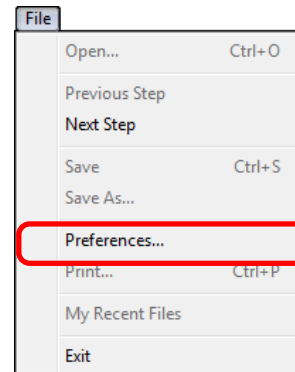 File
Open... Ctrl+O
Previous Step
Next Step
Save Ctrl+S
Save As...
Preferences...
Print... Ctrl+P
My Recent Files
Exit